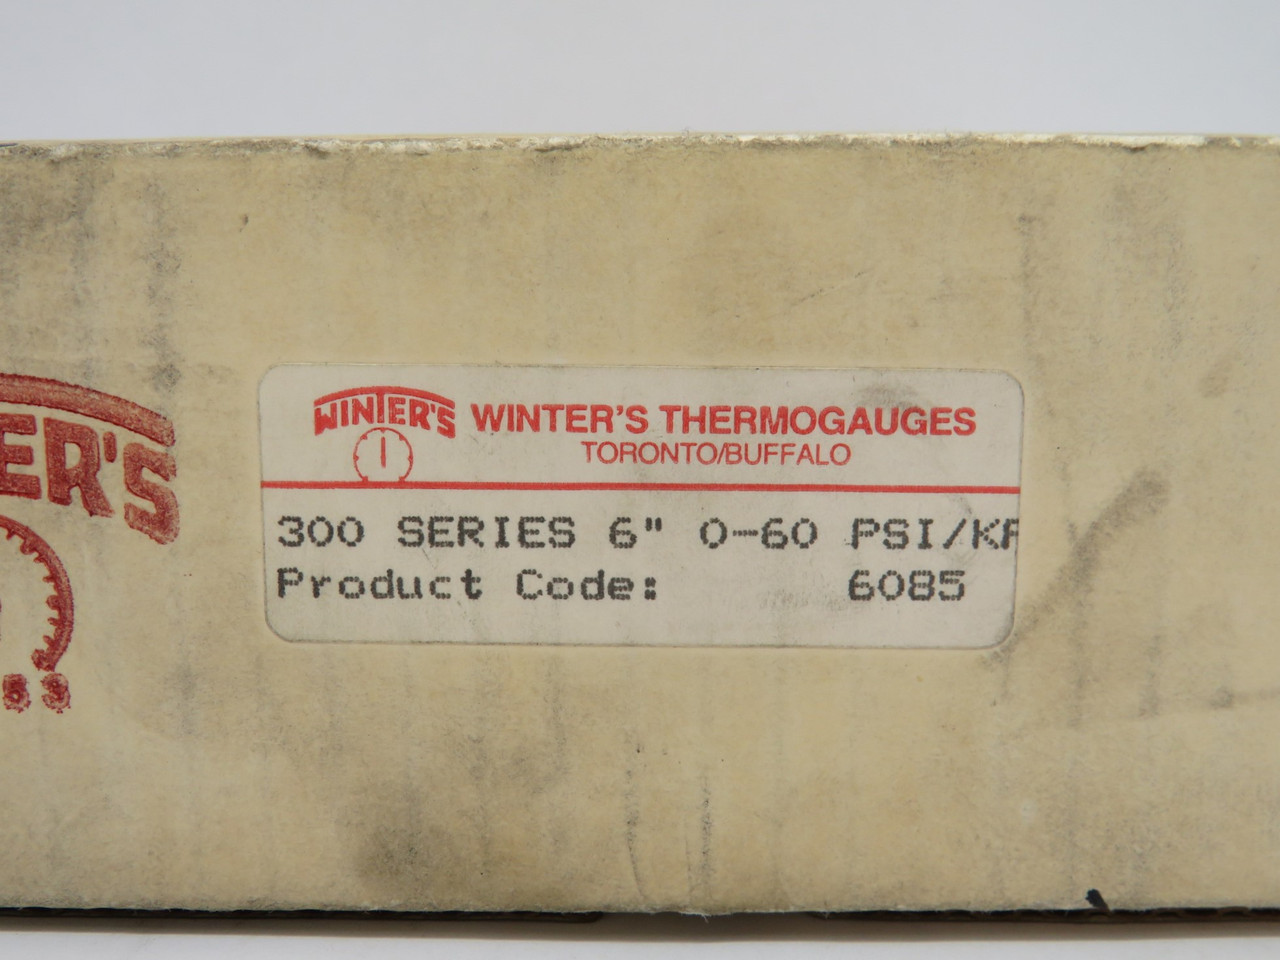 WINTER'S
WINTER'S THERMOGAUGES
TORONTO/BUFFALO
300 SERIES 6" 0-60 PSI/KP
Product Code: 6085
ER'S